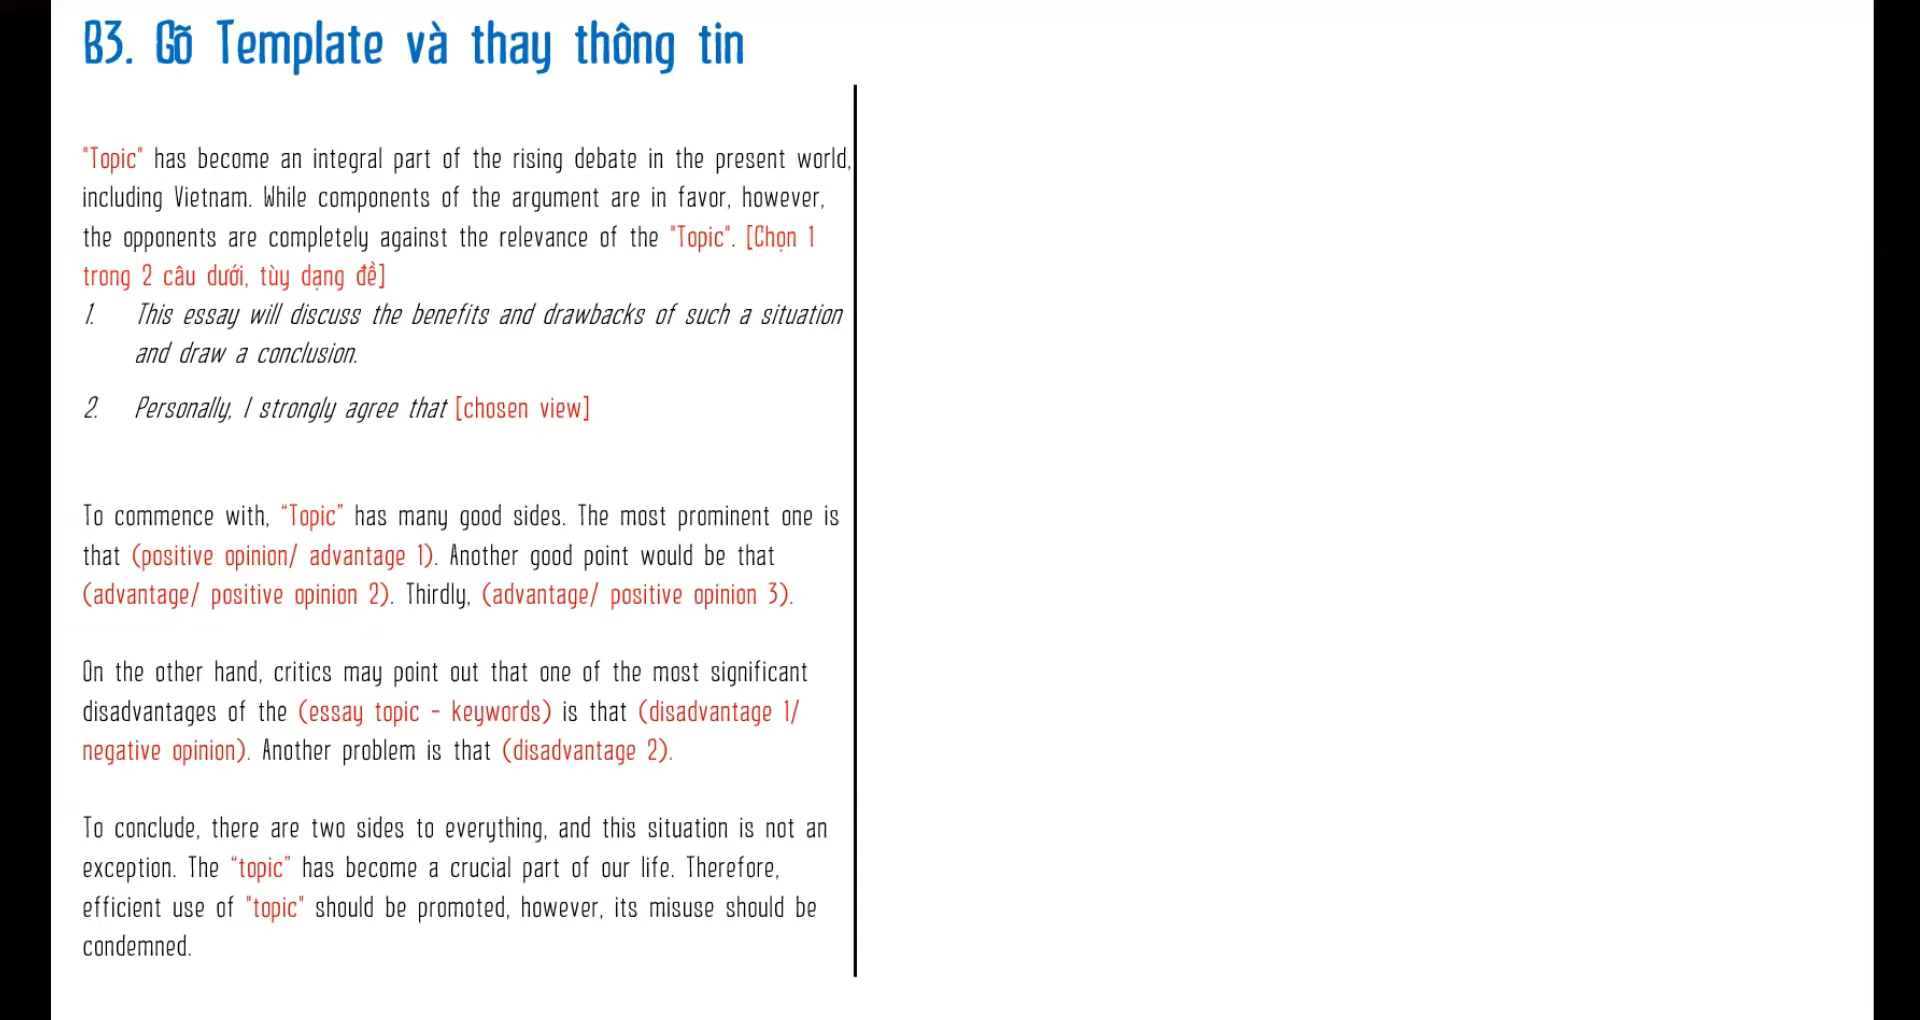 B3. Gõ Template và thay thông tin
"Topic" has become an integral part of the rising debate in the present world,
including Vietnam. While components of the argument are in favor, however,
the opponents are completely against the relevance of the "Topic". [Chọn 1
trong 2 câu dưới, tùy dạng đề]
1. This essay will discuss the benefits and drawbacks of such a situation
and draw a conclusion.
2. Personally, I strongly agree that [chosen view]
To commence with, “Topic” has many good sides. The most prominent one is
that (positive opinion/ advantage 1). Another good point would be that
(advantage/ positive opinion 2). Thirdly, (advantage/ positive opinion 3).
On the other hand, critics may point out that one of the most significant
disadvantages of the (essay topic - keywords) is that (disadvantage 1/
negative opinion). Another problem is that (disadvantage 2).
To conclude, there are two sides to everything, and this situation is not an
exception. The “topic” has become a crucial part of our life. Therefore,
efficient use of "topic" should be promoted, however, its misuse should be
condemned.